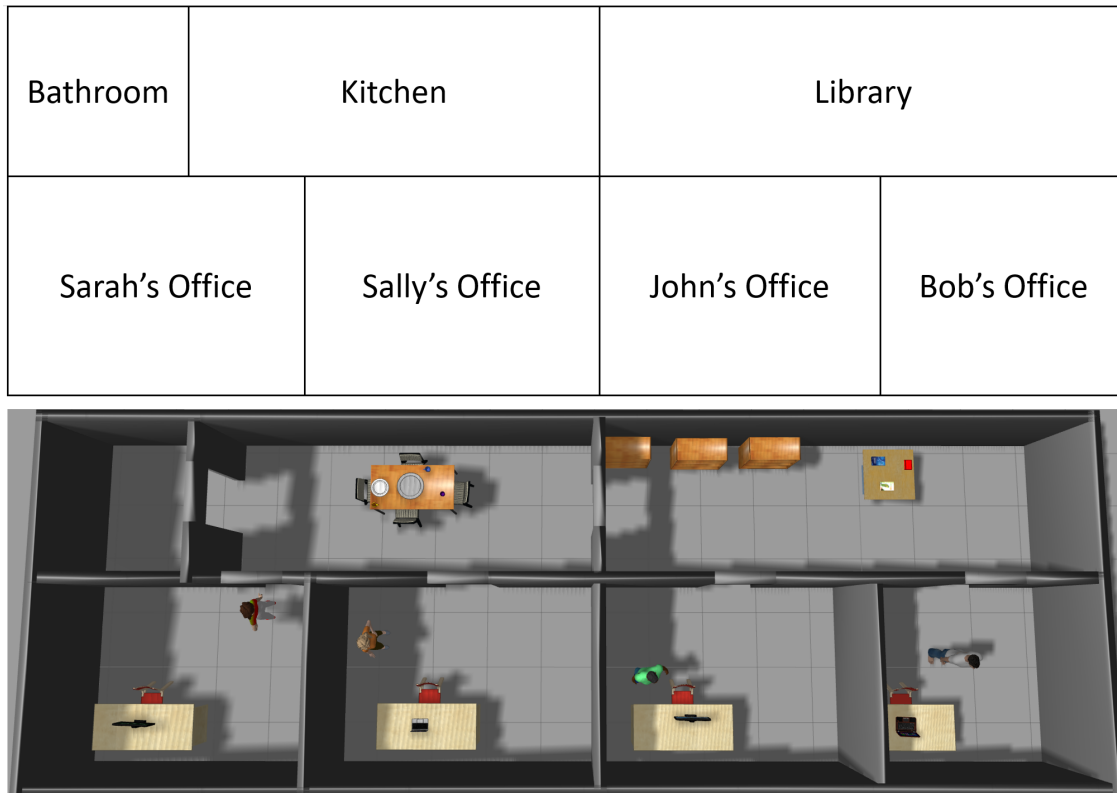 Bathroom
Kitchen
Library
Sarah's Office
Sally's Office
John's Office
Bob's Office